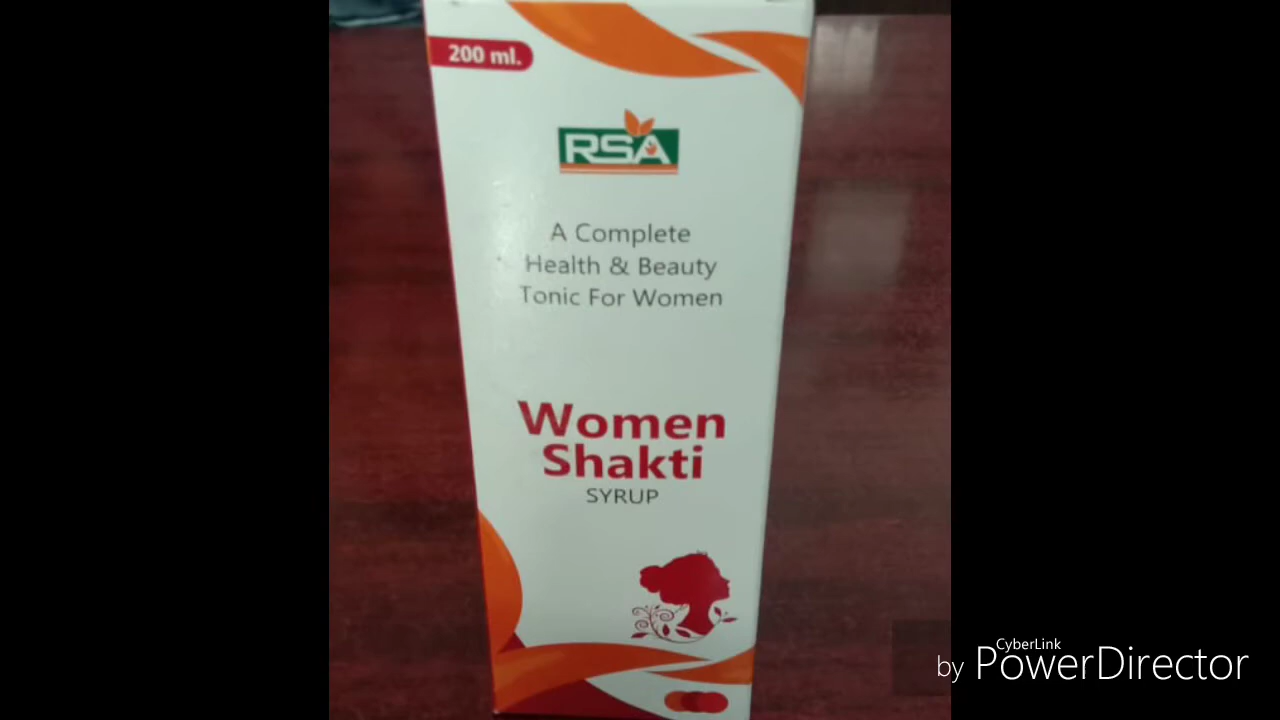 200 ml.
RSA
A Complete
Health & Beauty
Tonic For Women
Women
Shakti
SYRUP
CyberLink
by PowerDirector